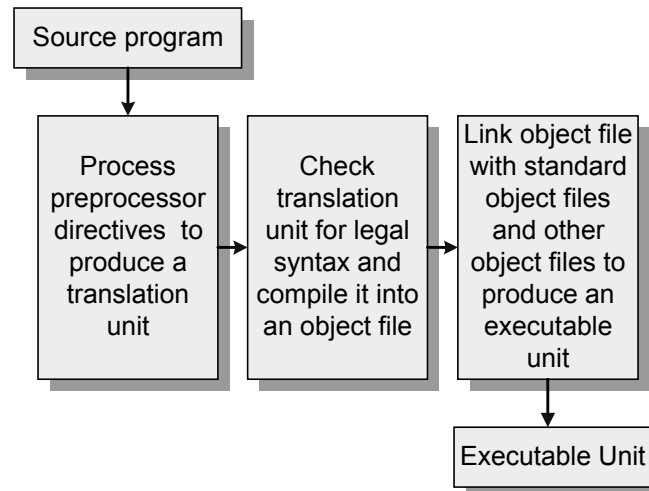 Source program
Process
preprocessor
directives to
produce a
translation
unit
Check
translation
unit for legal
syntax and
compile it into
an object file
Link object file
with standard
object files
and other
object files to
produce an
executable
unit
Executable Unit